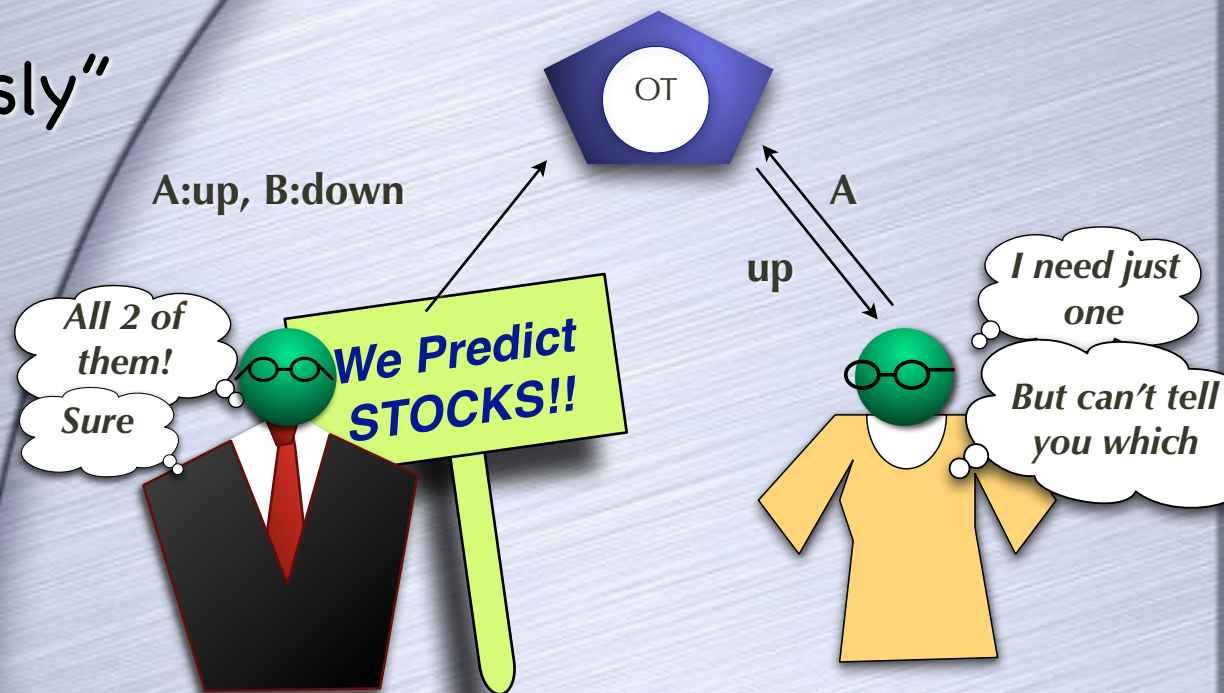 sly”
OT
A:up, B:down
A
up
I need just
one
All 2 of
them!
We Predict
STOCKS!!
But can’t tell
you which
Sure